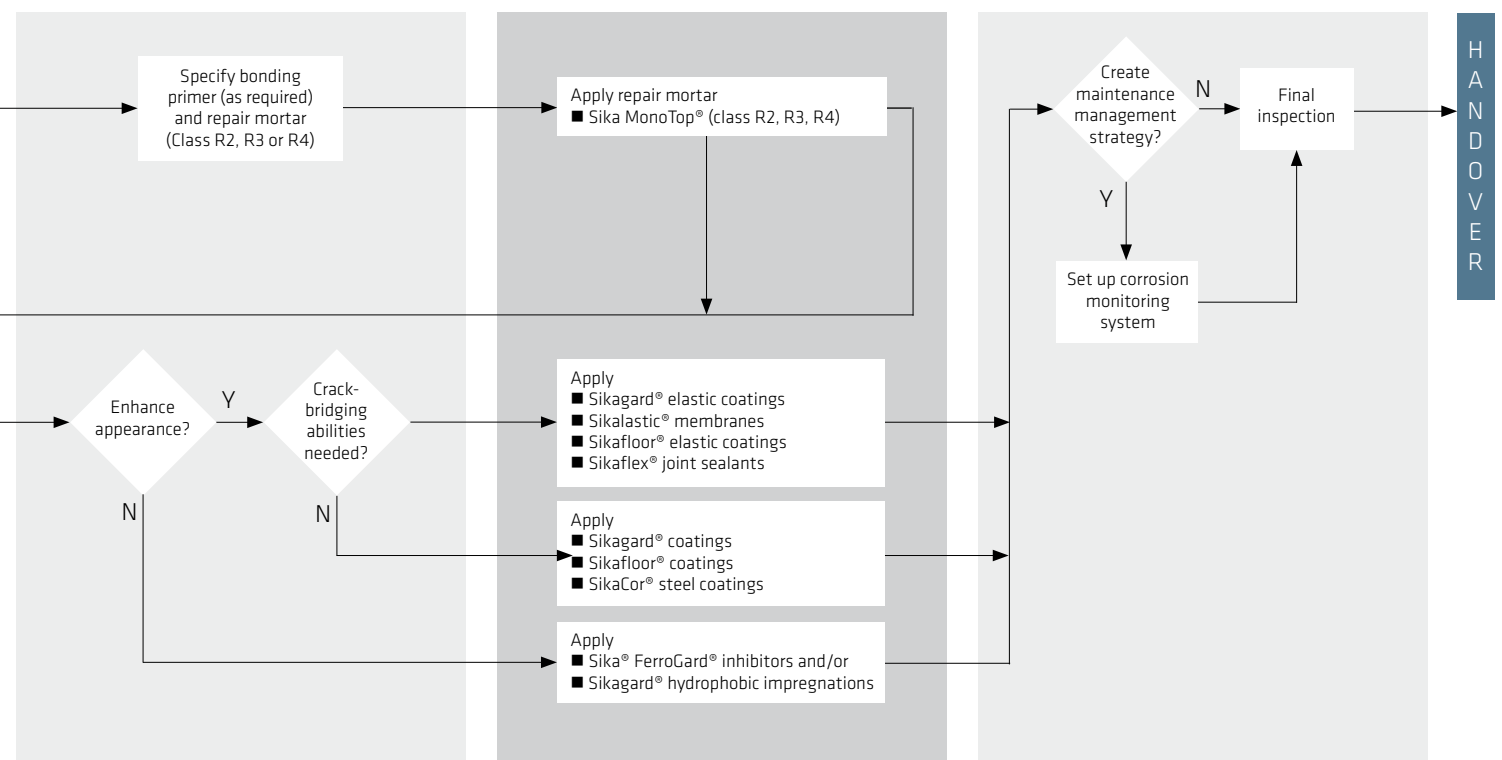 Specify bonding
primer (as required)
and repair mortar
(Class R2, R3 or R4)
Apply repair mortar
■ Sika MonoTop® (class R2, R3, R4)
Create
maintenance
management
strategy?
N
Final
inspection
Y
Set up corrosion
monitoring
system
H
A
N
D
O
V
E
R
Enhance
appearance?
Y
Crack-
bridging
abilities
needed?
N
N
Apply
■ Sikagard® elastic coatings
■ Sikalastic® membranes
■ Sikafloor® elastic coatings
■ Sikaflex® joint sealants
Apply
■ Sikagard® coatings
■ Sikafloor® coatings
■ SikaCor® steel coatings
Apply
■ Sika® FerroGard® inhibitors and/or
■ Sikagard® hydrophobic impregnations